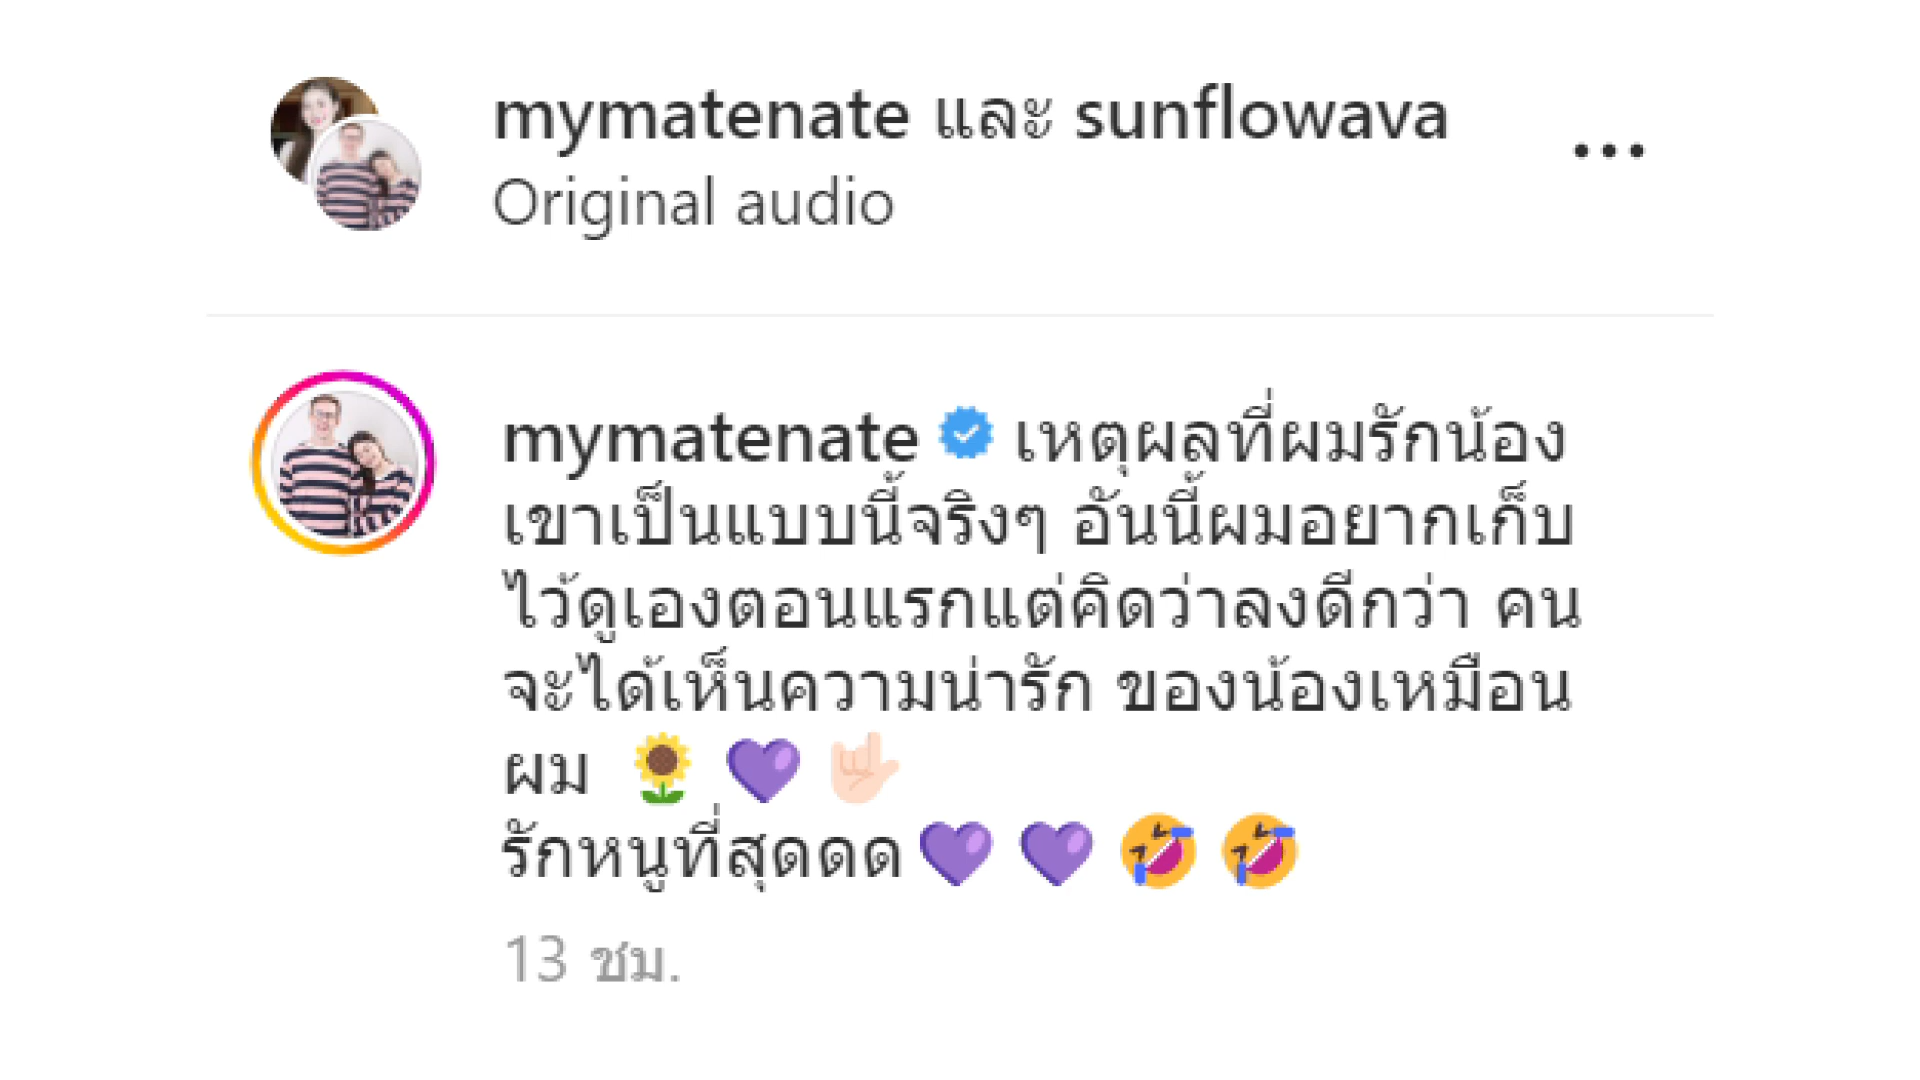 mymatenate และ sunflowava
Original audio
mymatenate เหตุผลที่ผมรักน้อง
เขาเป็นแบบนี้จริงๆ อันนี้ผมอยากเก็บ
ไว้ดูเองตอนแรกแต่คิดว่าลงดีกว่า คน
จะได้เห็นความน่ารัก ของน้องเหมือน
ผม 🌻 💜 🤟🏻
รักหนูที่สุดดด💜 💜 🤣 🤣
13 ชม.